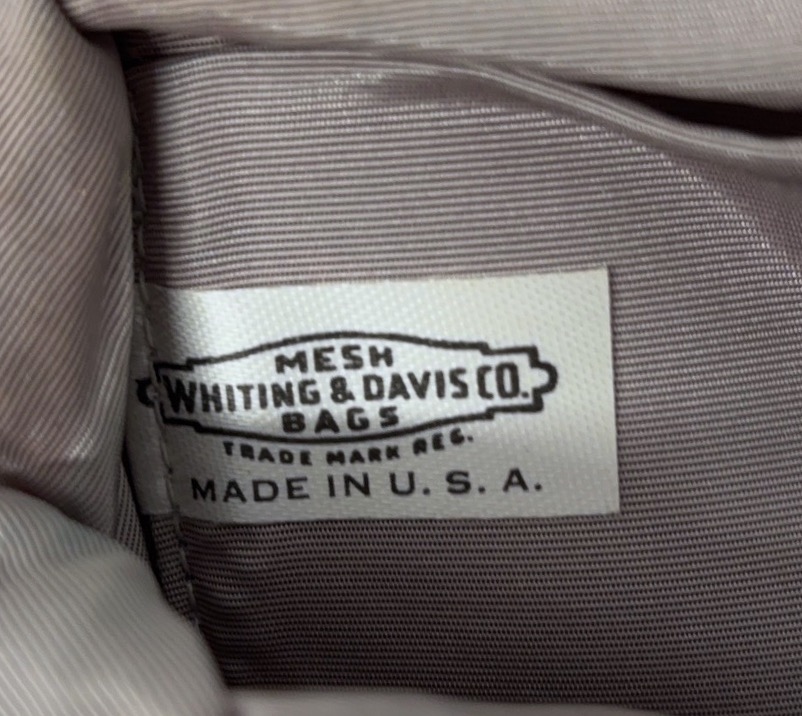 MESH
WHITING & DAVIS CO.
BAGS
TRADE MARK REG.
MADE IN U. S. A.